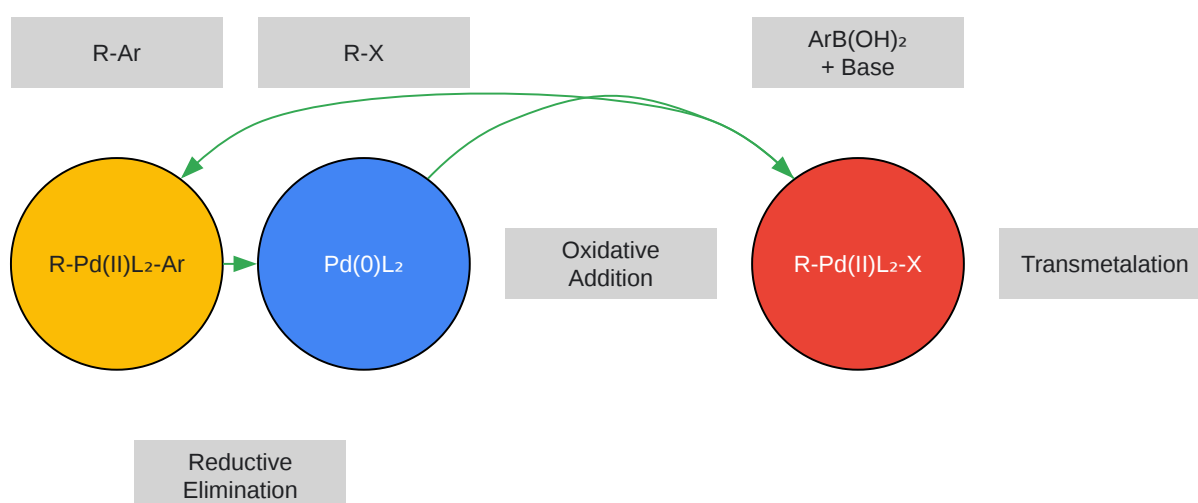 R-Ar
R-X
ArB(OH)₂
+ Base
R-Pd(II)L₂-Ar
Pd(0)L₂
Oxidative
Addition
R-Pd(II)L₂-X
Transmetalation
Reductive
Elimination